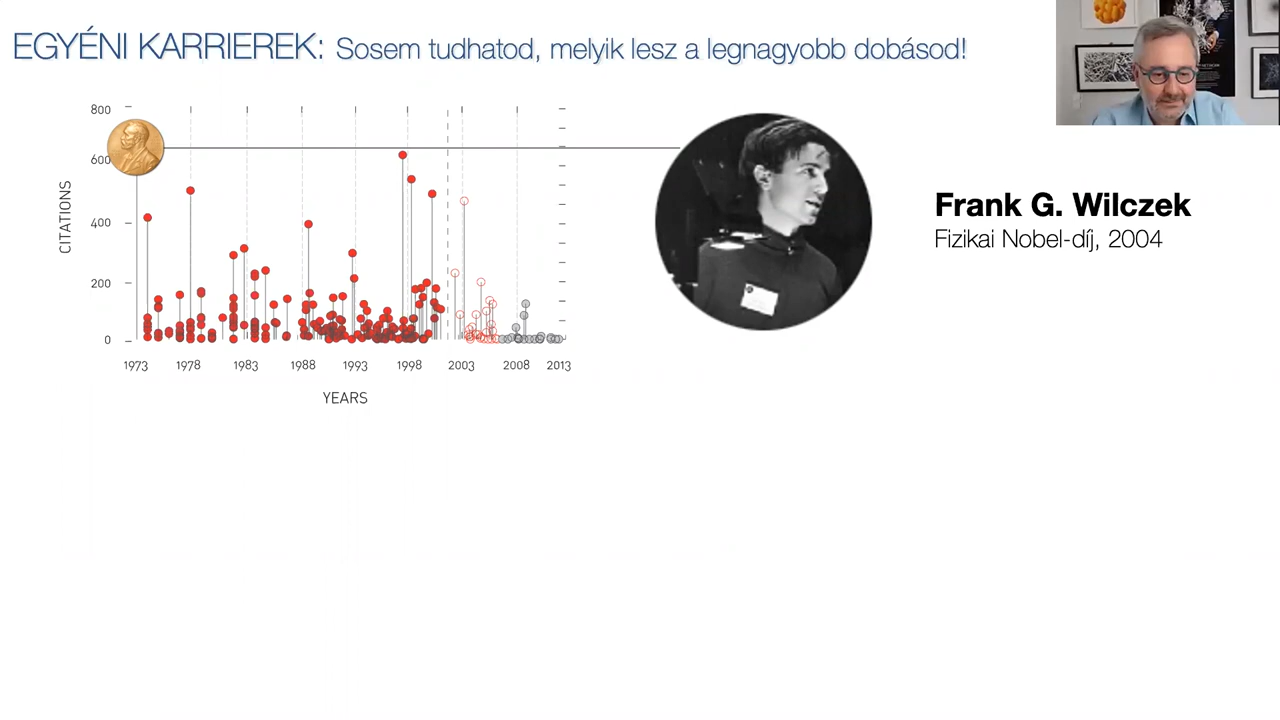 EGYÉNI KARRIEREK: Sosem tudhatod, melyik lesz a legnagyobb dobásod!
800
600
400
200
0
CITATIONS
1973 1978 1983 1988 1993 1998 2003 2008 2013
YEARS
Frank G. Wilczek
Fizikai Nobel-díj, 2004